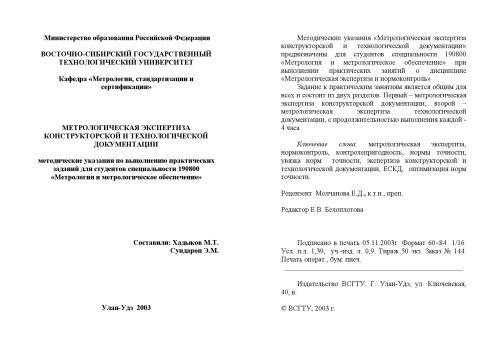 Министерство образования Российской Федерации
ВОСТОЧНО-СИБИРСКИЙ ГОСУДАРСТВЕННЫЙ
ТЕХНОЛОГИЧЕСКИЙ УНИВЕРСИТЕТ
Кафедра «Метрологии, стандартизации и
сертификации»
МЕТРОЛОГИЧЕСКАЯ ЭКСПЕРТИЗА
КОНСТРУКТОРСКОЙ И ТЕХНОЛОГИЧЕСКОЙ
ДОКУМЕНТАЦИИ
методические указания по выполнению практических
заданий для студентов специальности 190800
«Метрология и метрологическое обеспечение»
Составили: Хадыков М.Т.
Сундаров Э.М.
Улан-Удэ 2003
Методические указания «Метрологическая экспертиза
конструкторской и технологической документации»
предназначены для студентов специальности 190800
«Метрология и метрологическое обеспечение» при
выполнении практических занятий о дисциплине
«Метрологическая экспертиза и нормоконтроль»
Задание к практическим занятиям является общим для
всех и состоит из двух разделов. Первый – метрологическая
экспертиза конструкторской документации; второй –
метрологическая экспертиза технологической
документации, с продолжительностью выполнения каждой -
4 часа.
Ключевые слова: метрологическая экспертиза,
нормоконтроль, контролепригодность, нормы точности,
увязка норм точности, экспертиза конструкторской и
технологической документации, ЕСКД, оптимизация норм
точности.
Рецензент Молчанова Е.Д., к.т.н., преп.
Редактор Е.В. Белоплотова
Подписано в печать 05.11.2003г. Формат 60×84 1/16.
Усл. п.л. 1,39, уч.-изд. л. 0,9. Тираж 50 экз. Заказ № 144.
Печать операт., бум. писч.
Издательство ВСГТУ. Г. Улан-Удэ, ул. Ключевская,
40, в.
© ВСГТУ, 2003 г.